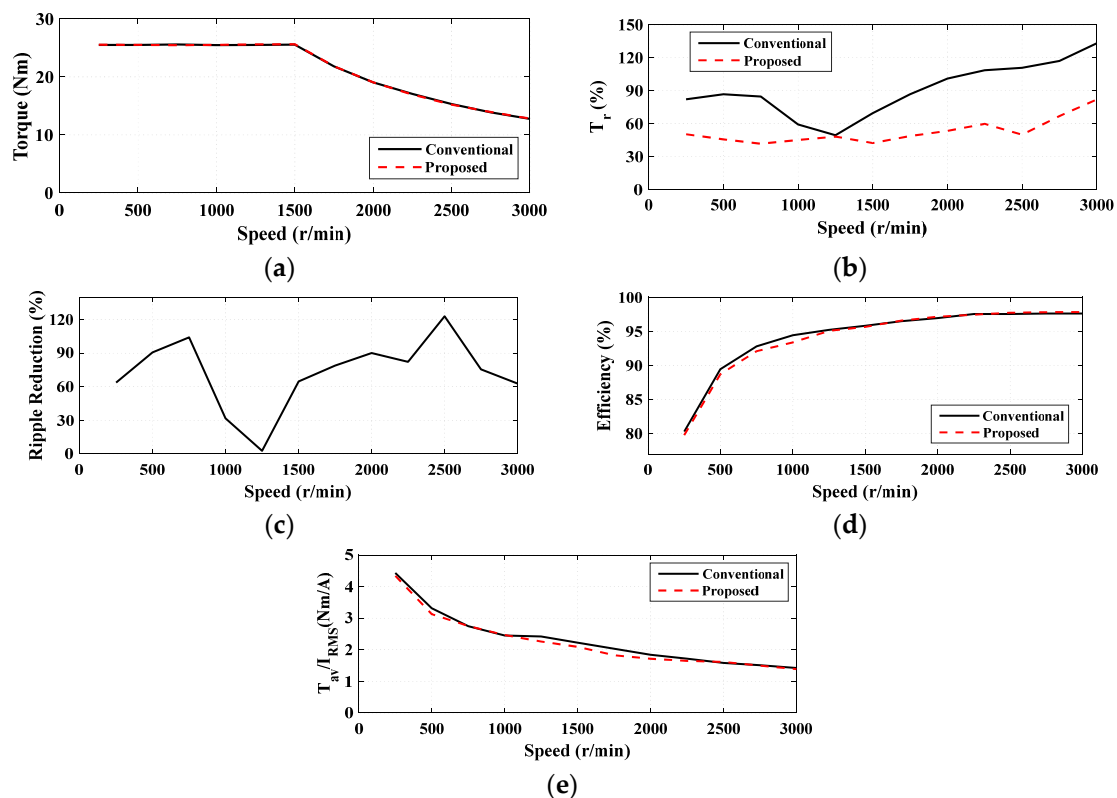 30
20
10
0
Torque (Nm)
Conventional
Proposed
0 500 1000 1500 2000 2500 3000
Speed (r/min)
(a)
150
120
90
60
30
0
T_r (%)
Conventional
Proposed
0 500 1000 1500 2000 2500 3000
Speed (r/min)
(b)
120
90
60
30
0
Ripple Reduction (%)
0 500 1000 1500 2000 2500 3000
Speed (r/min)
(c)
100
95
90
85
80
Efficiency (%)
Conventional
Proposed
0 500 1000 1500 2000 2500 3000
Speed (r/min)
(d)
5
4
3
2
1
0
T_av/I_RMS(Nm/A)
Conventional
Proposed
0 500 1000 1500 2000 2500 3000
Speed (r/min)
(e)